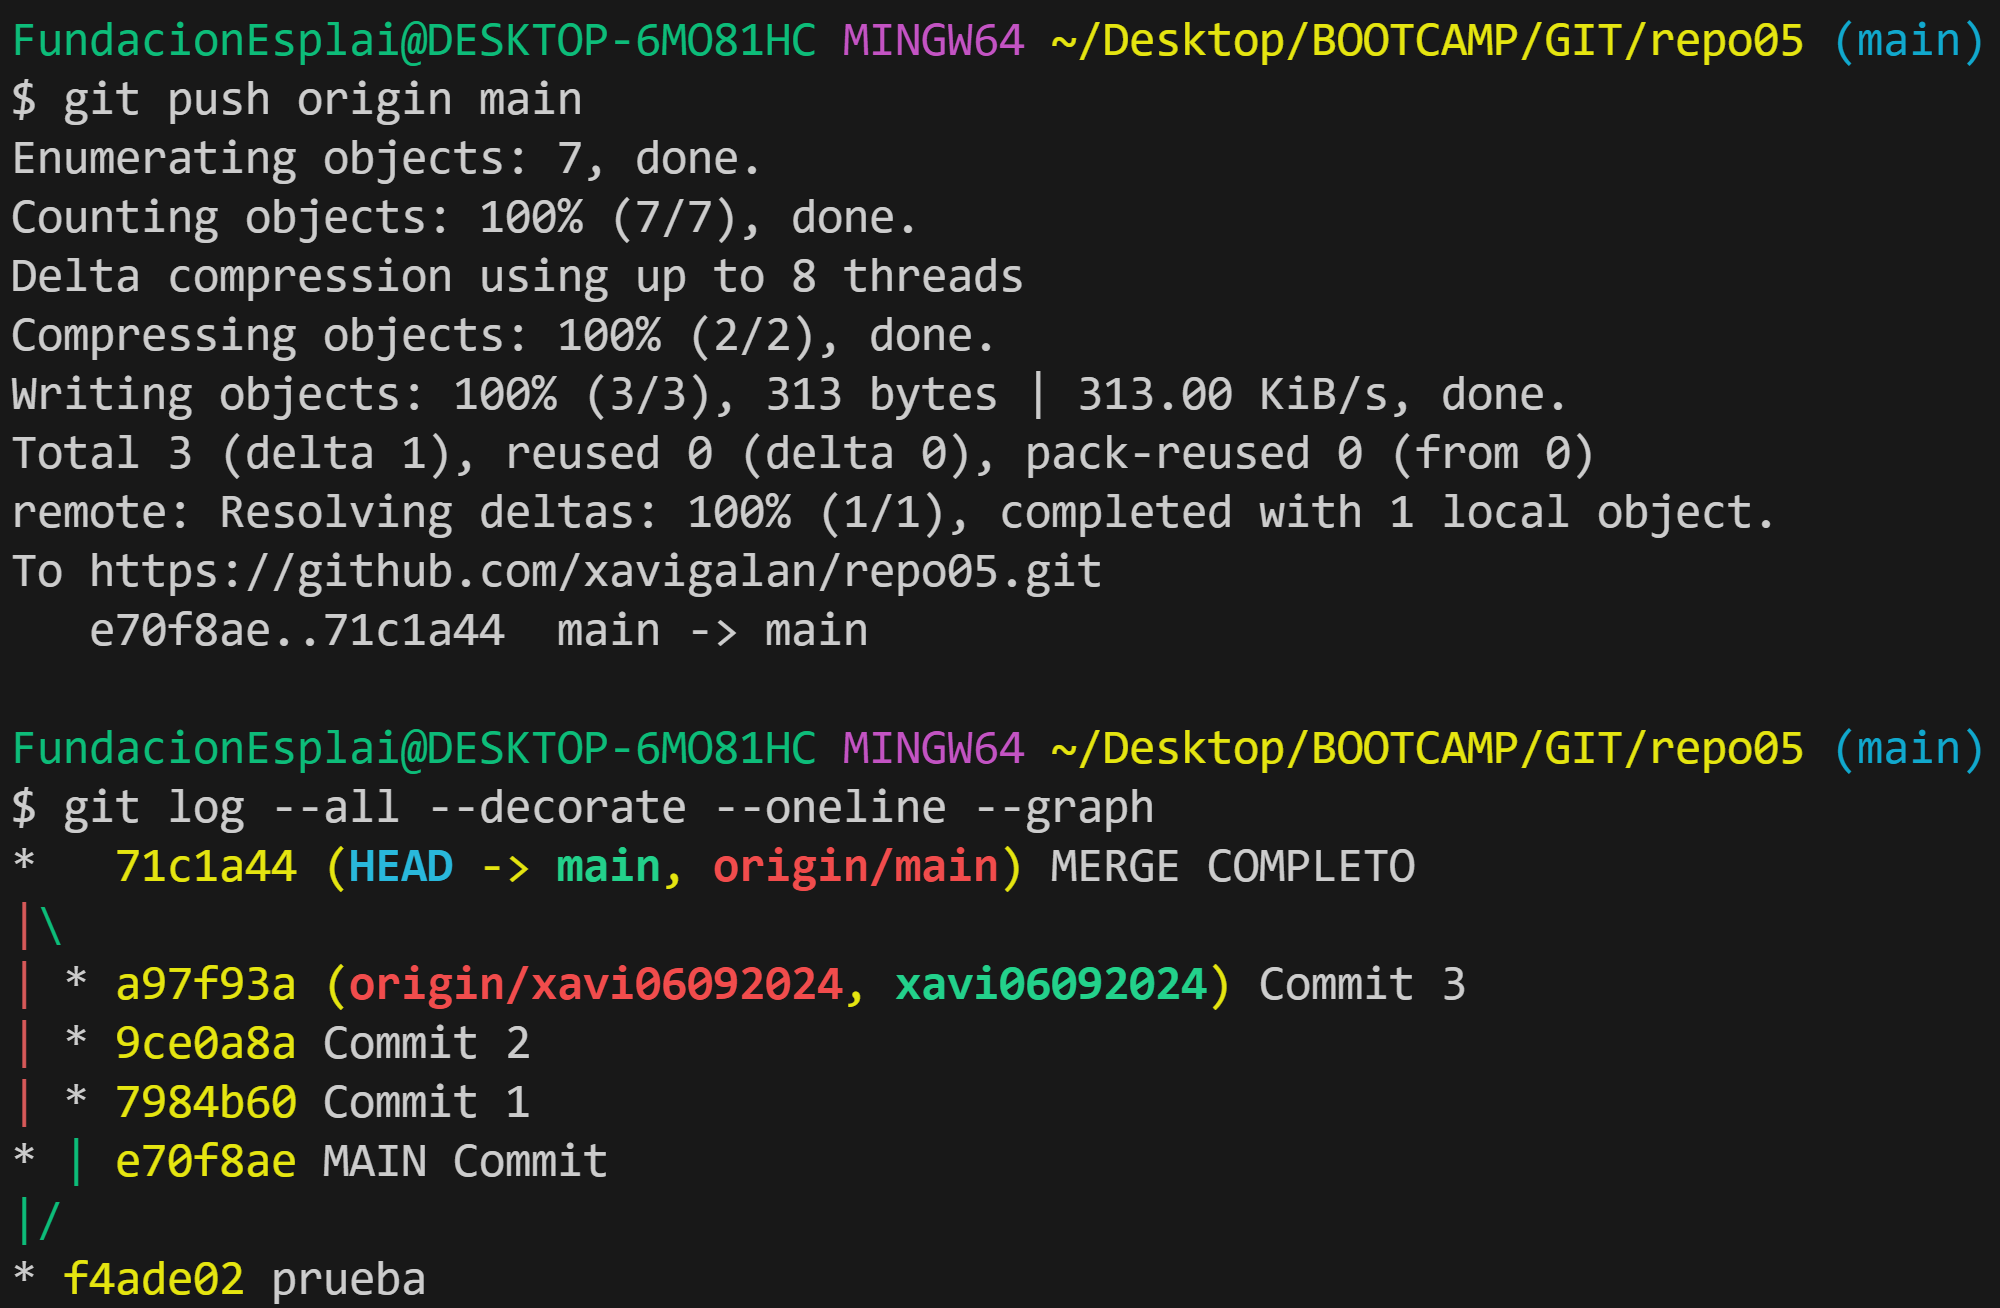 FundacionEsplai@DESKTOP-6MO81HC MINGW64 ~/Desktop/BOOTCAMP/GIT/repo05 (main)
$ git push origin main
Enumerating objects: 7, done.
Counting objects: 100% (7/7), done.
Delta compression using up to 8 threads
Compressing objects: 100% (2/2), done.
Writing objects: 100% (3/3), 313 bytes | 313.00 KiB/s, done.
Total 3 (delta 1), reused 0 (delta 0), pack-reused 0 (from 0)
remote: Resolving deltas: 100% (1/1), completed with 1 local object.
To https://github.com/xavigalan/repo05.git
   e70f8ae..71c1a44  main -> main

FundacionEsplai@DESKTOP-6MO81HC MINGW64 ~/Desktop/BOOTCAMP/GIT/repo05 (main)
$ git log --all --decorate --oneline --graph
*   71c1a44 (HEAD -> main, origin/main) MERGE COMPLETO
|\
| * a97f93a (origin/xavi06092024, xavi06092024) Commit 3
| * 9ce0a8a Commit 2
| * 7984b60 Commit 1
* | e70f8ae MAIN Commit
|/
* f4ade02 prueba